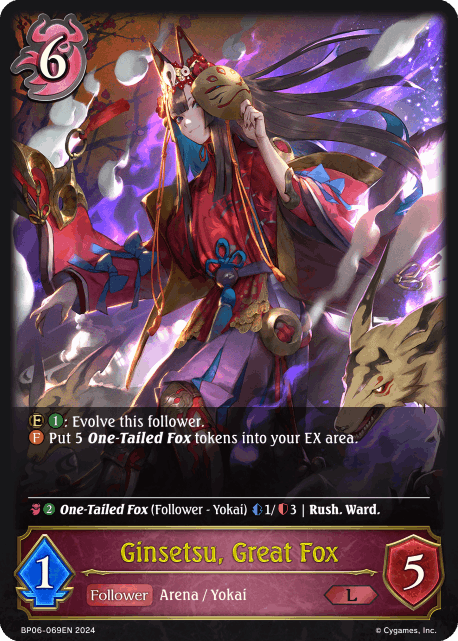 6
E 1: Evolve this follower.
F Put 5 One-Tailed Fox tokens into your EX area.
2 One-Tailed Fox (Follower - Yokai) 1/ 3 | Rush. Ward.
Ginsetsu, Great Fox
1
Follower Arena / Yokai L
5
BP06-069EN 2024 © Cygames, Inc.